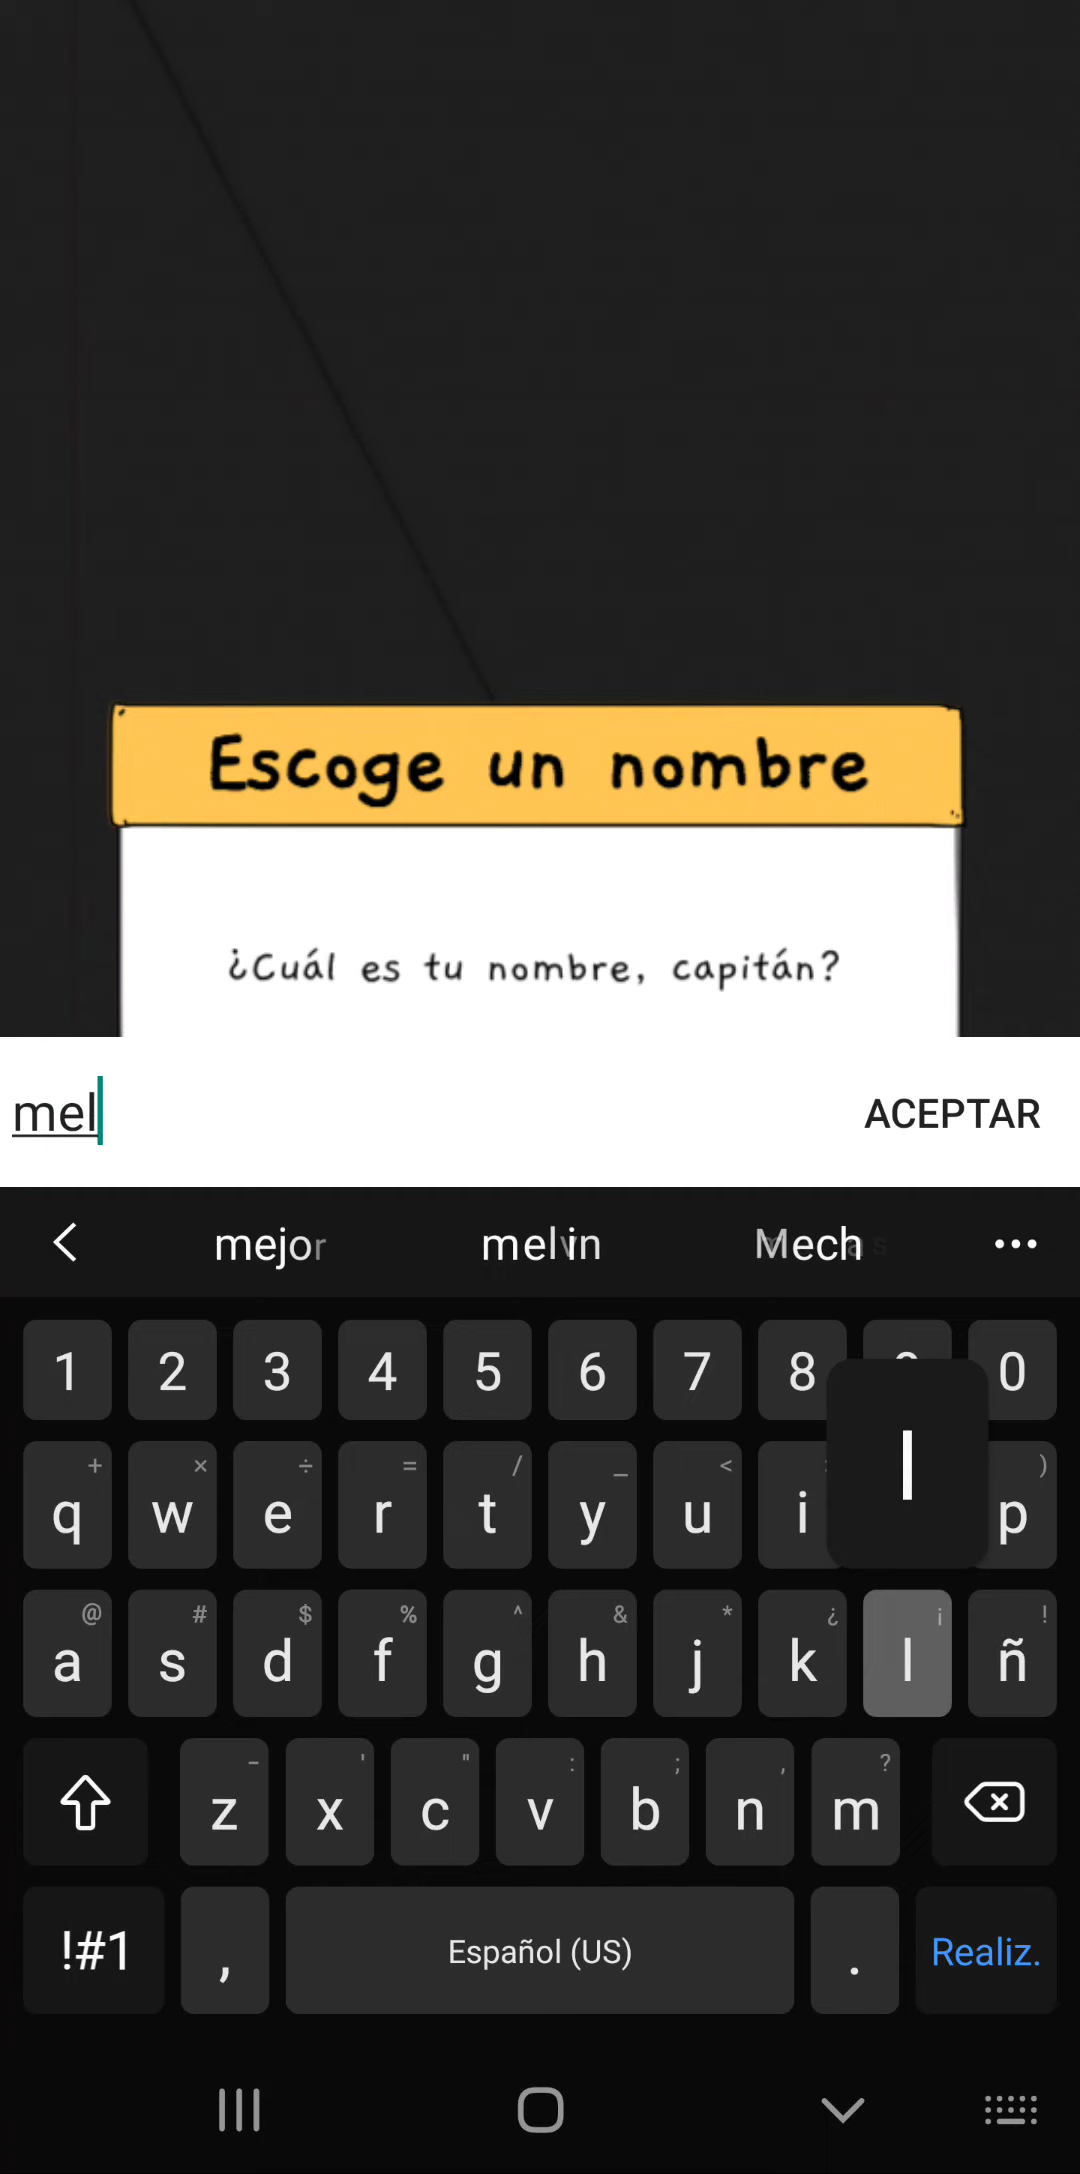 Escoge un nombre
¿Cuál es tu nombre, capitán?
mel
ACEPTAR
mejor melin Mech
1 2 3 4 5 6 7 8 0
+ × ÷ = / _ < )
q w e r t y u i p
l
@ # $ % ^ & * ¿ ¡ !
a s d f g h j k l ñ
- ' " : ; , ?
z x c v b n m
!#1 , Español (US) . Realiz.